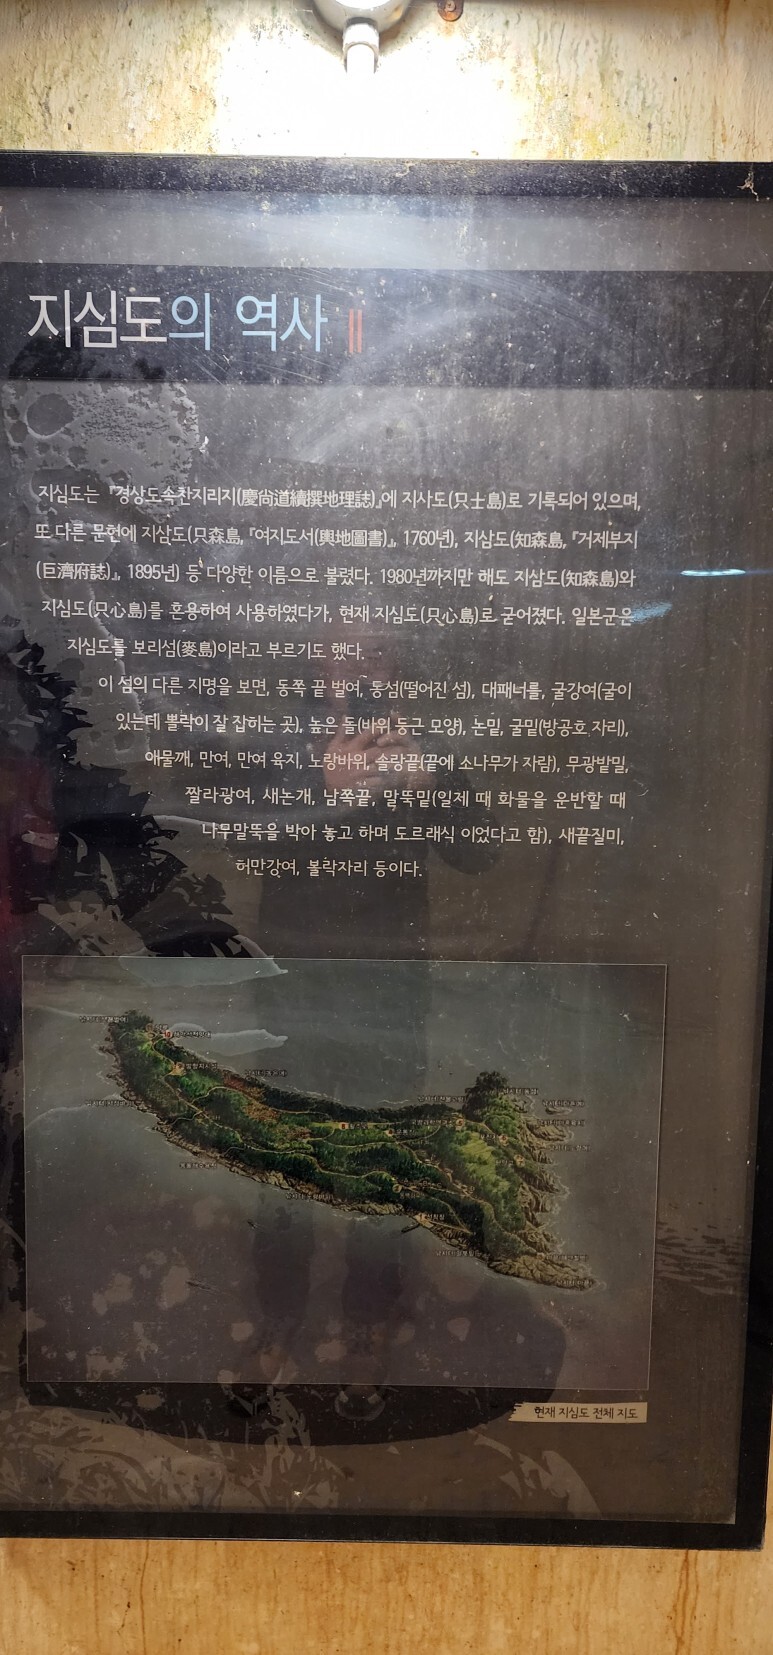 지심도의 역사 Ⅱ
지심도는 『경상도속찬지리지(慶尙道續撰地理誌)』에 지사도(只士島)로 기록되어 있으며,
또 다른 문헌에 지삼도(只森島, 『여지도서(輿地圖書)』, 1760년), 지삼도(知森島, 『거제부지
(巨濟府誌)』, 1895년) 등 다양한 이름으로 불렸다. 1980년까지만 해도 지삼도(知森島)와
지심도(只心島)를 혼용하여 사용하였다가, 현재 지심도(只心島)로 굳어졌다. 일본군은
지심도를 보리섬(麥島)이라고 부르기도 했다.
이 섬의 다른 지명을 보면, 동쪽 끝 벌여, 동섬(떨어진 섬), 대패너를, 굴강여(굴이
있는데 뽈락이 잘 잡히는 곳), 높은 돌(바위 둥근 모양), 논밑, 굴밑(방공호 자리),
애물깨, 만여, 만여 육지, 노랑바위, 솔랑끝(끝에 소나무가 자람), 무광밭밑,
짤라광여, 새논개, 남쪽끝, 말뚝밑(일제 때 화물을 운반할 때
나무말뚝을 박아 놓고 하며 도르래식 이었다고 함), 새끝질미,
허만강여, 볼락자리 등이다.
현재 지심도 전체 지도